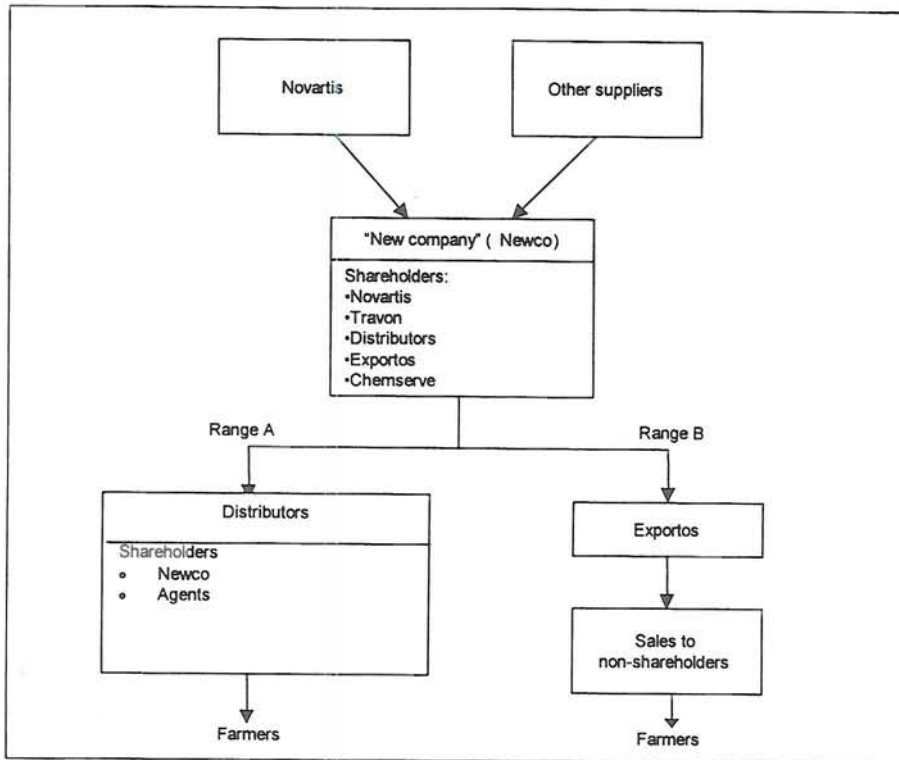 Novartis
Other suppliers
"New company" ( Newco)
Shareholders:
•Novartis
•Travon
•Distributors
•Exportos
•Chemserve
Range A
Range B
Distributors
Shareholders
• Newco
• Agents
Exportos
Sales to
non-shareholders
Farmers
Farmers